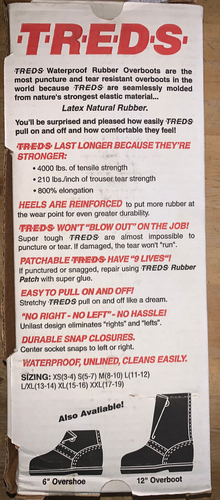 TREDS
TREDS Waterproof Rubber Overboots are the
most puncture and tear resistant overboots in the
world because TREDS are seamlessly molded
from nature's strongest elastic material...
Latex Natural Rubber.
You'll be surprised and pleased how easily TREDS
pull on and off and how comfortably they feel!
TREDS LAST LONGER BECAUSE THEY'RE
STRONGER:
• 4000 lbs. of tensile strength
• 210 lbs./inch of trouser tear strength
• 800% elongation
HEELS ARE REINFORCED to put more rubber at
the wear point for even greater durability.
TREDS WON'T "BLOW OUT" ON THE JOB!
Super tough TREDS are almost impossible to
puncture or tear. If damaged, the tear won't "run".
PATCHABLE TREDS HAVE "9 LIVES"!
If punctured or snagged, repair using TREDS Rubber
Patch with super glue.
EASY TO PULL ON AND OFF!
Stretchy TREDS pull on and off like a dream.
"NO RIGHT - NO LEFT" - NO HASSLE!
Unilast design eliminates "rights" and "lefts".
DURABLE SNAP CLOSURES.
Center socket snaps to left or right.
WATERPROOF, UNLINED, CLEANS EASILY.
SIZING: XS(3-4) S(5-7) M(8-10) L(11-12)
L/XL(13-14) XL(15-16) XXL(17-19)
Also Available!
6" Overshoe
12" Overboot